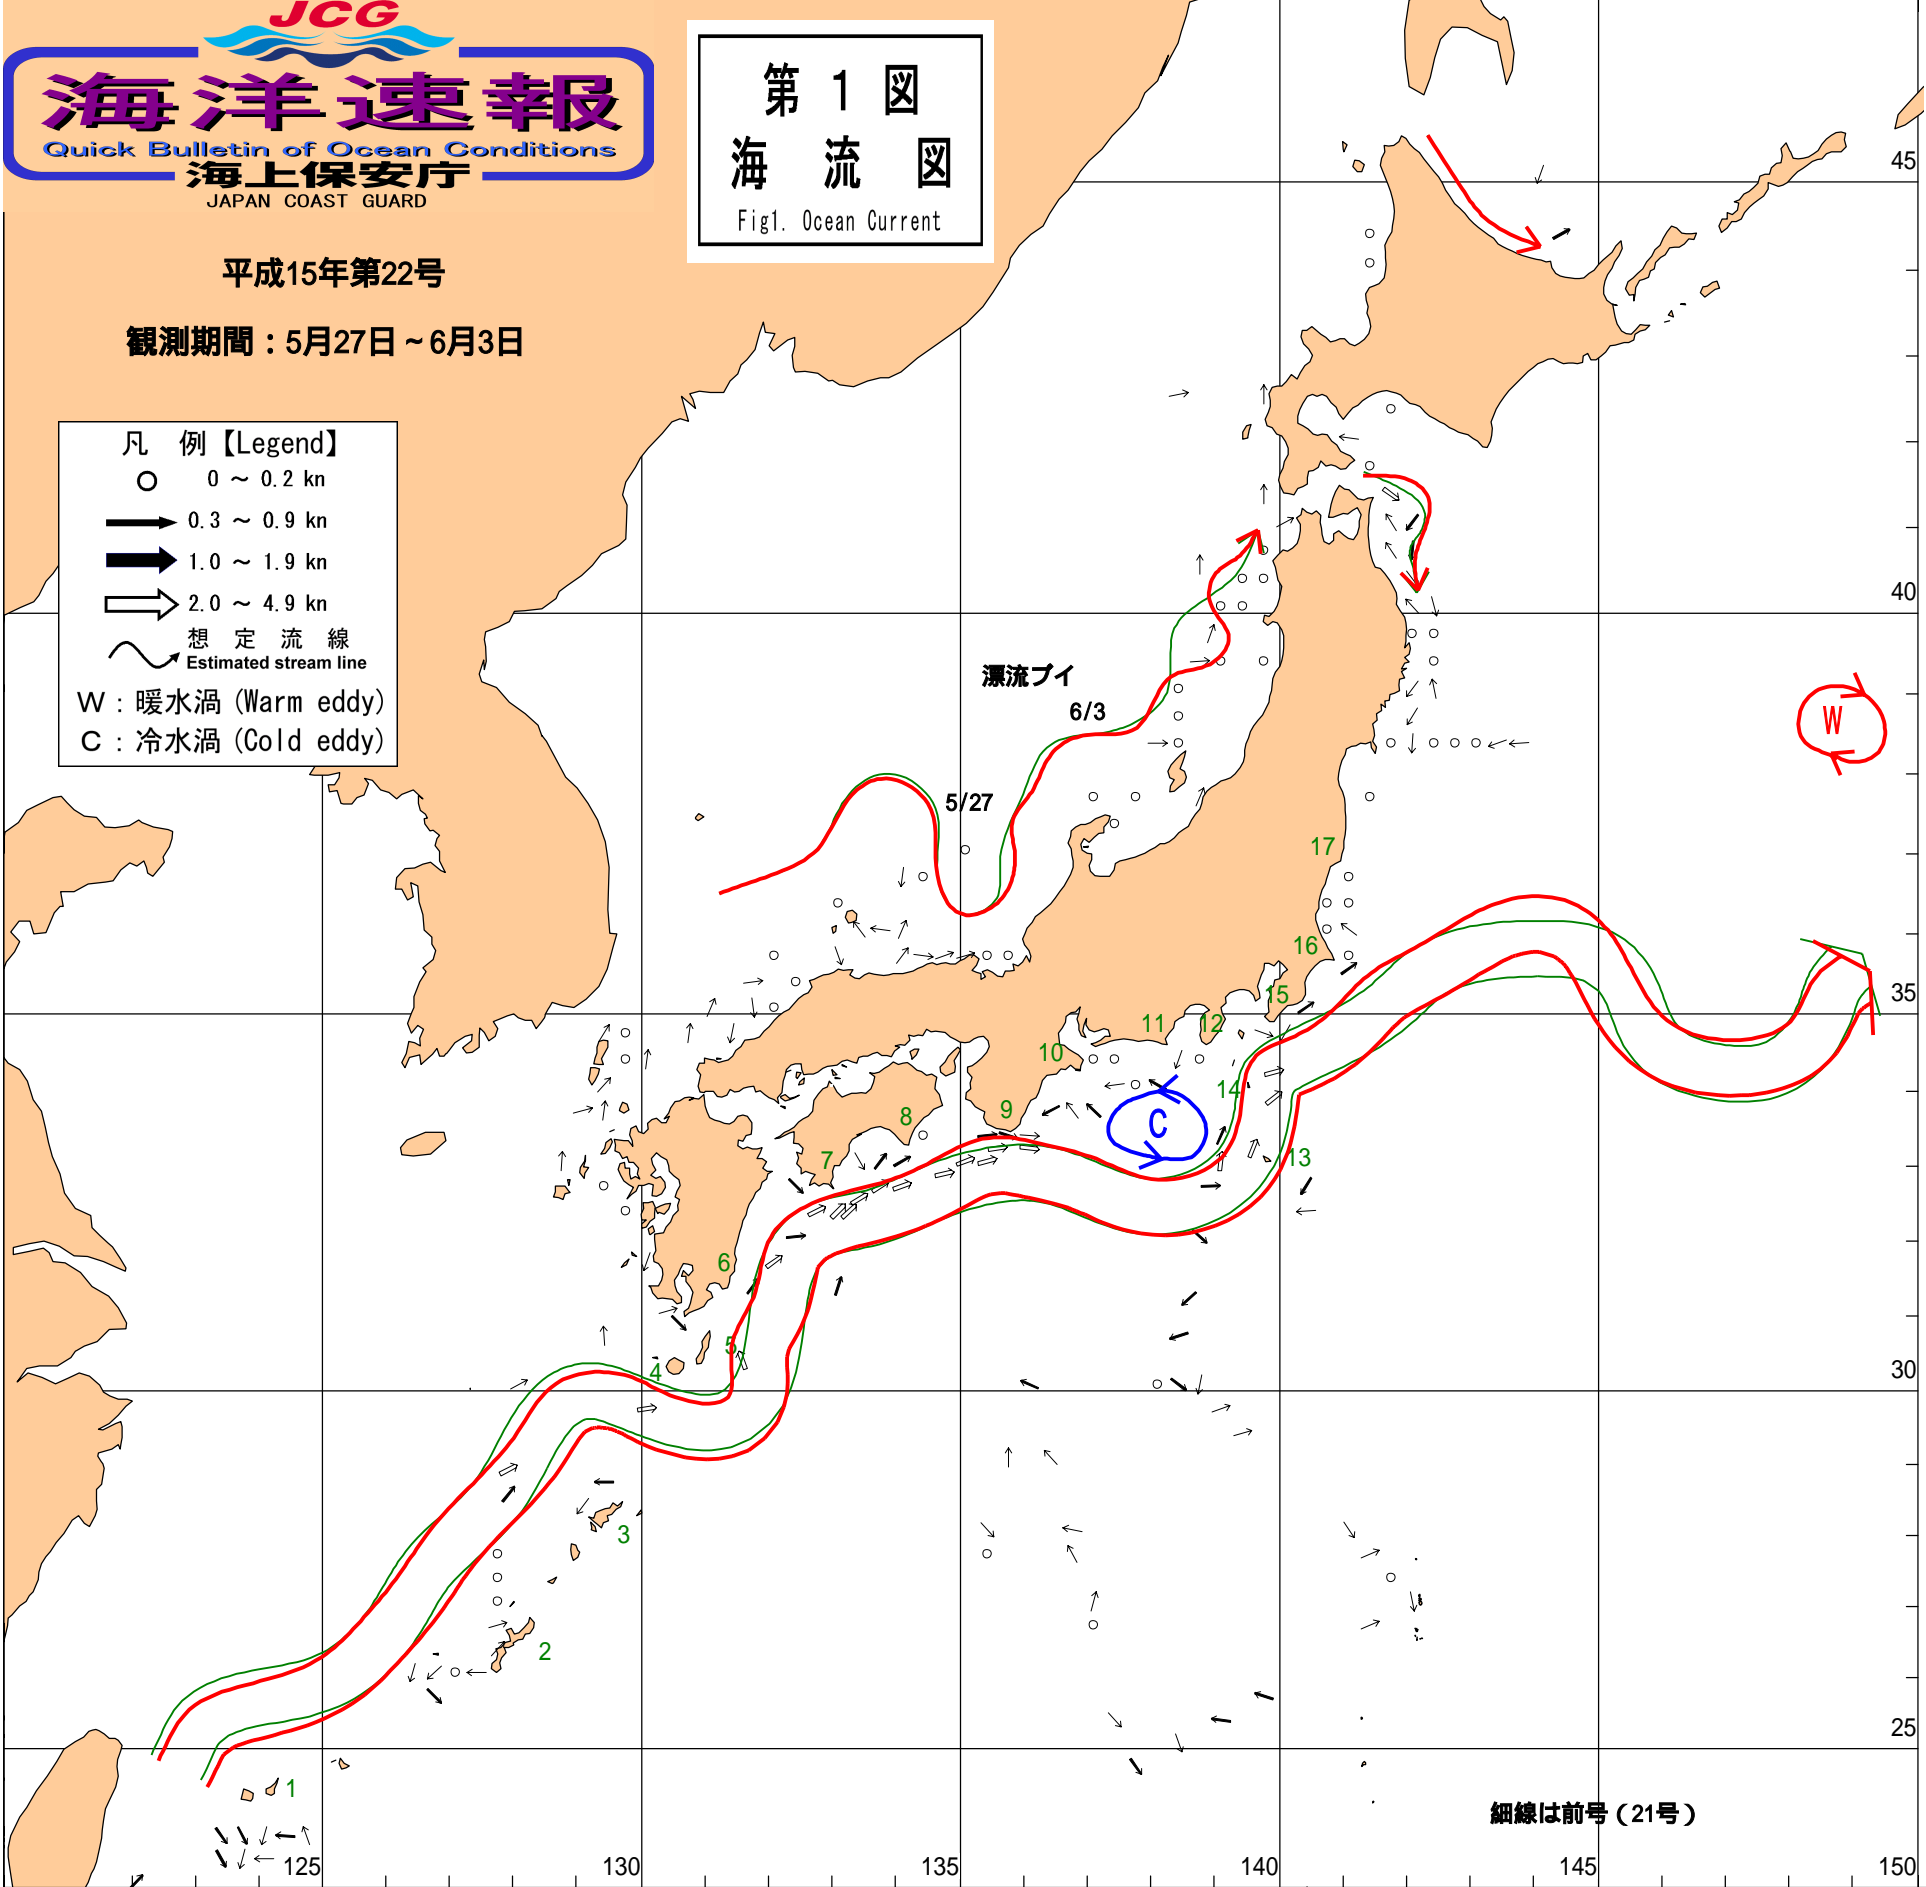 JCG
海洋速報
Quick Bulletin of Ocean Conditions
海上保安庁
JAPAN COAST GUARD
第1図
海流図
Fig1. Ocean Current
平成15年第22号
観測期間：5月27日～6月3日
凡例【Legend】
0 ～ 0.2 kn
0.3 ～ 0.9 kn
1.0 ～ 1.9 kn
2.0 ～ 4.9 kn
想定流線
Estimated stream line
W：暖水渦(Warm eddy)
C：冷水渦(Cold eddy)
45
40
漂流ブイ
6/3
W
5/27
17
16
35
15
11
12
10
14
8
9
C
7
13
6
5
4
30
3
2
25
1
細線は前号（21号）
125
130
135
140
145
150